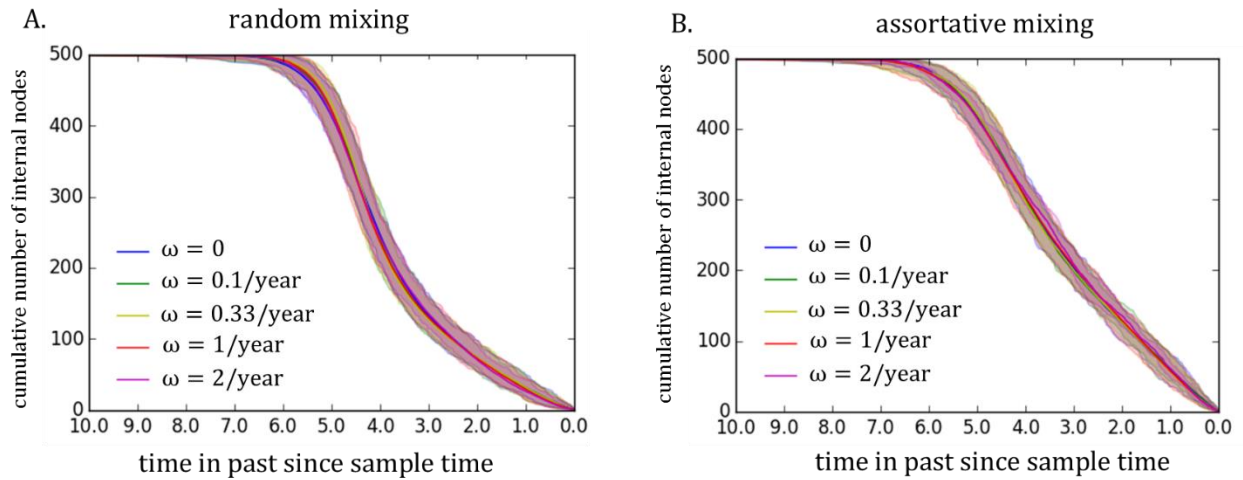 A.
random mixing
cumulative number of internal nodes
500
400
300
200
100
0
ω = 0
ω = 0.1/year
ω = 0.33/year
ω = 1/year
ω = 2/year
10.0 9.0 8.0 7.0 6.0 5.0 4.0 3.0 2.0 1.0 0.0
time in past since sample time
B.
assortative mixing
cumulative number of internal nodes
500
400
300
200
100
0
ω = 0
ω = 0.1/year
ω = 0.33/year
ω = 1/year
ω = 2/year
10.0 9.0 8.0 7.0 6.0 5.0 4.0 3.0 2.0 1.0 0.0
time in past since sample time